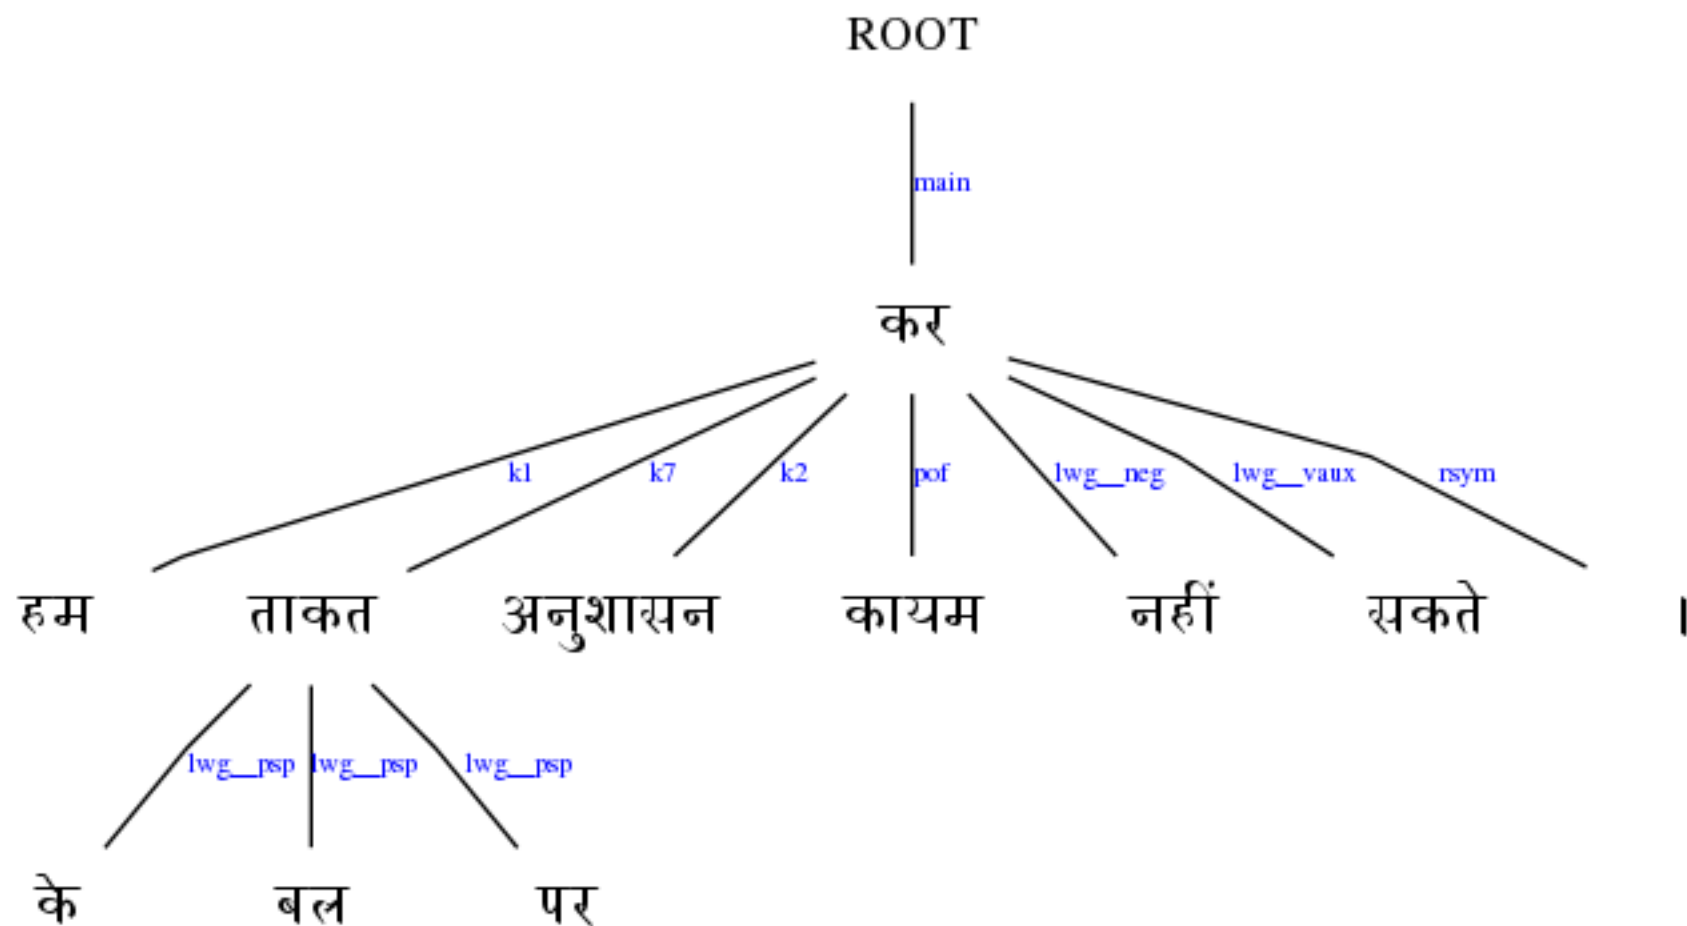 ROOT
main
कर
k1 k7 k2 pof lwg__neg lwg__vaux rsym
हम ताकत अनुशासन कायम नहीं सकते ।
lwg__psp lwg__psp lwg__psp
के बल पर